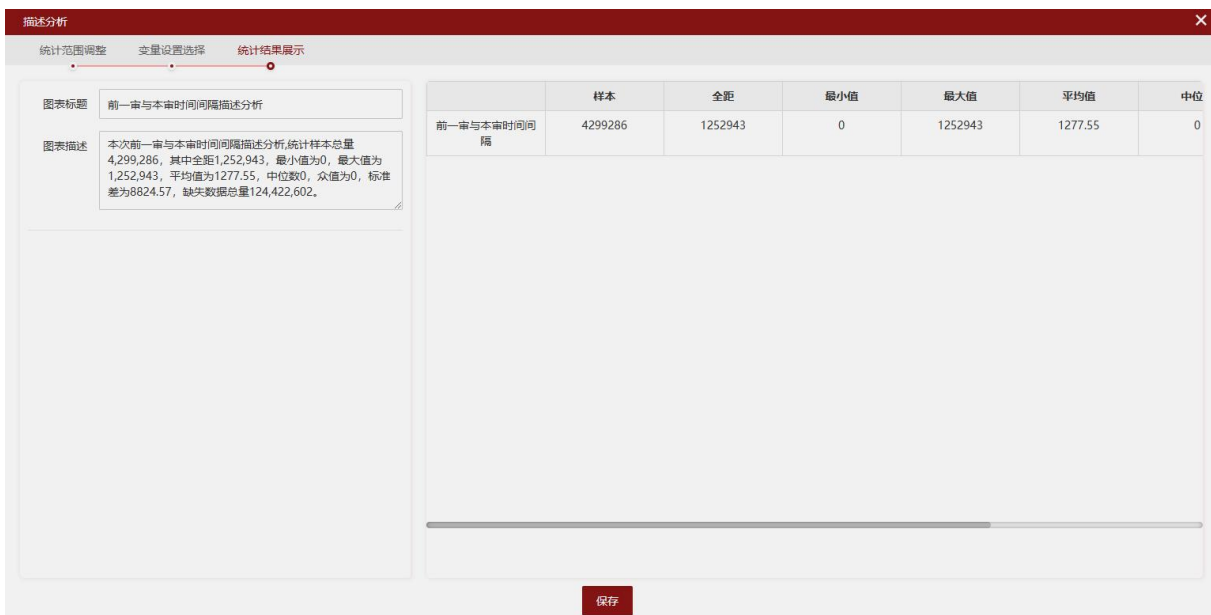 描述分析
统计范围调整 变量设置选择 统计结果展示
图表标题 前一审与本审时间间隔描述分析
图表描述 本次前一审与本审时间间隔描述分析,统计样本总量
4,299,286，其中全距1,252,943，最小值为0，最大值为
1,252,943，平均值为1277.55，中位数0，众值为0，标准
差为8824.57，缺失数据总量124,422,602。
样本 全距 最小值 最大值 平均值 中位
前一审与本审时间间
隔 4299286 1252943 0 1252943 1277.55 0
保存